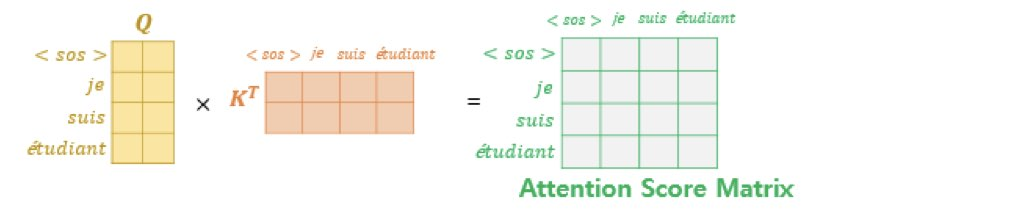 Q
< sos >
je
suis
étudiant
×
K^T
< sos > je suis étudiant
=
< sos > je suis étudiant
< sos >
je
suis
étudiant
Attention Score Matrix